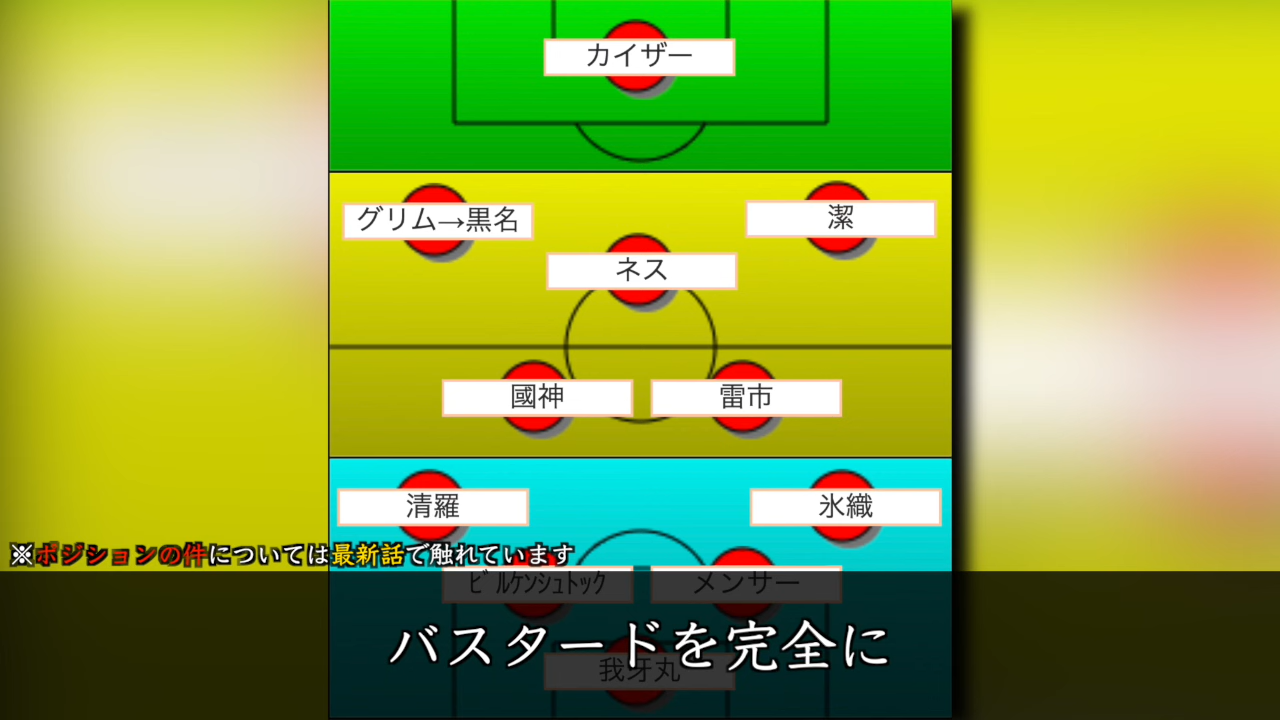 カイザー
グリム→黒名
潔
ネス
國神
雷市
清羅
氷織
※ポジションの件については最新話で触れています
ビルケンシュトック
メンサー
バスタードを完全に
我牙丸